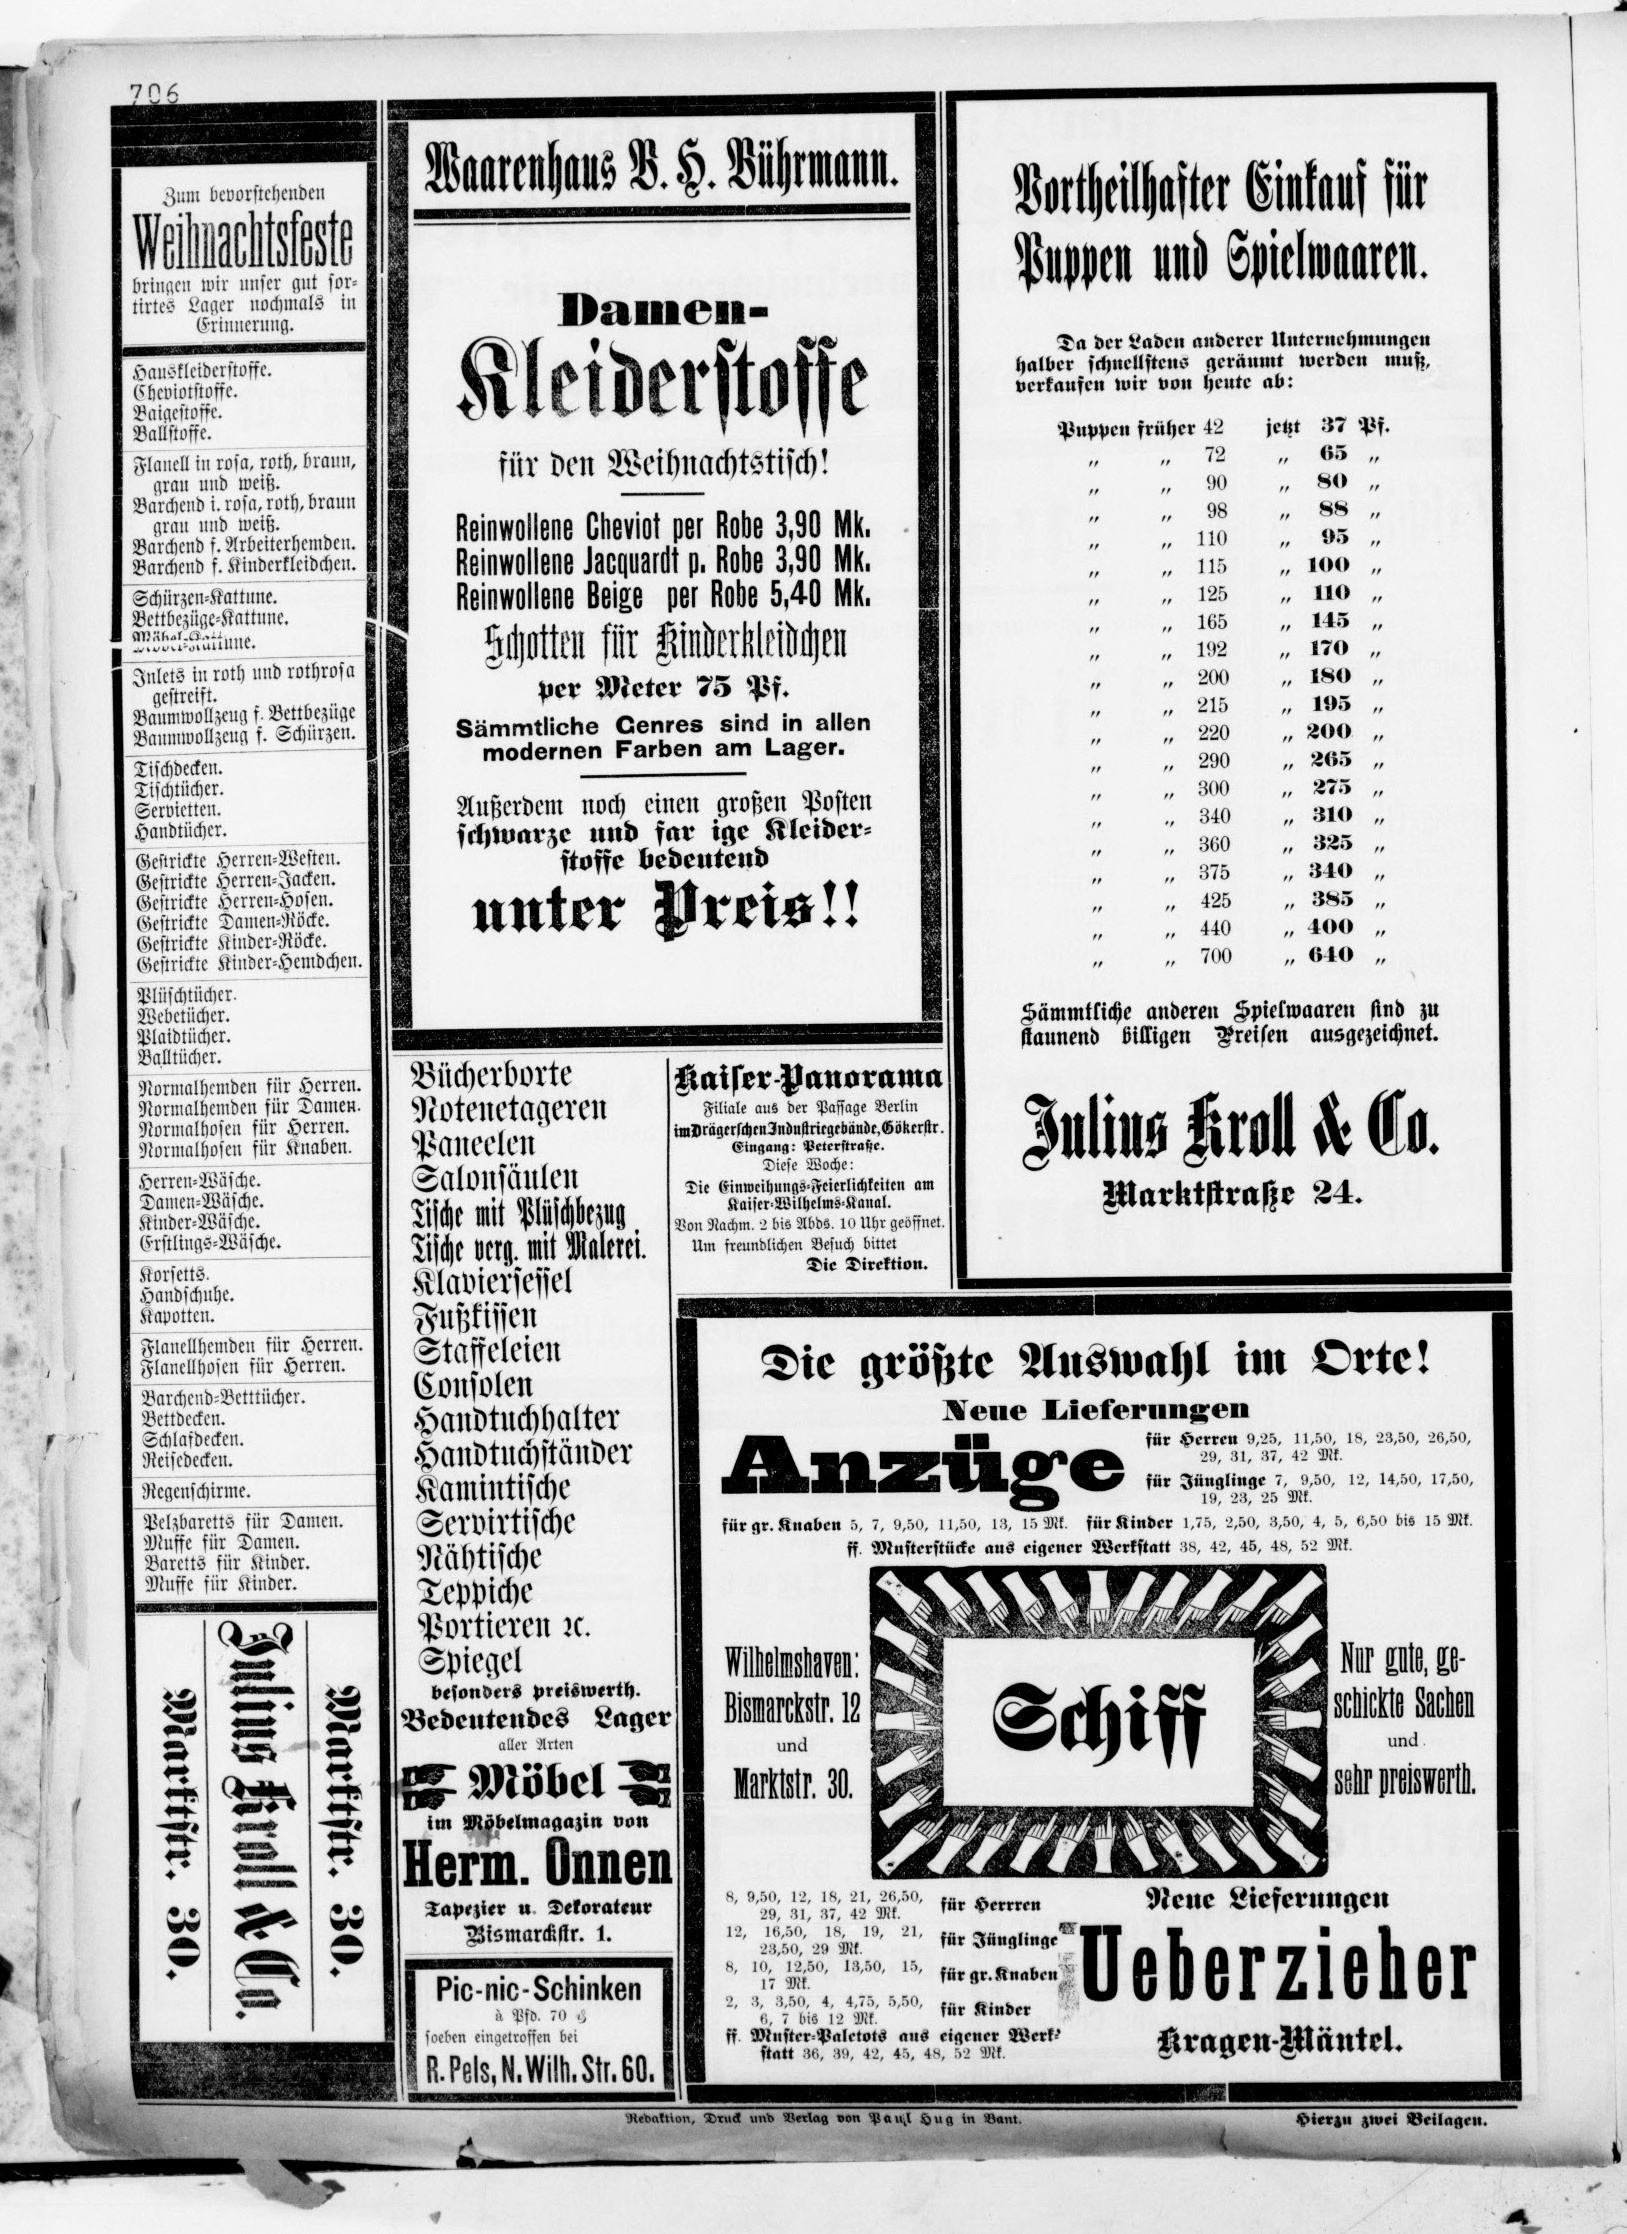 706
Zum bevorstehenden
Weihnachtsfeste
bringen wir unser gut sor-
tirtes Lager nochmals in
Erinnerung.
Hauskleiderstoffe.
Cheviotstoffe.
Baigestoffe.
Ballstoffe.
Flanell in rosa, roth, braun,
grau und weiß.
Barchend i. rosa, roth, braun
grau und weiß.
Barchend f. Arbeiterhemden.
Barchend f. Kinderkleidchen.
Schürzen-Kattune.
Bettbezüge-Kattune.
Möbel-Kattune.
Inlets in roth und rothrosa
gestreift.
Baumwollzeug f. Bettbezüge
Baumwollzeug f. Schürzen.
Tischdecken.
Tischtücher.
Servietten.
Handtücher.
Gestrickte Herren-Westen.
Gestrickte Herren-Jacken.
Gestrickte Herren-Hosen.
Gestrickte Damen-Röcke.
Gestrickte Kinder-Röcke.
Gestrickte Kinder-Hemdchen.
Plüschtücher.
Webetücher.
Plaidtücher.
Balltücher.
Normalhemden für Herren.
Normalhemden für Damen.
Normalhosen für Herren.
Normalhosen für Knaben.
Herren-Wäsche.
Damen-Wäsche.
Kinder-Wäsche.
Erstlings-Wäsche.
Korsetts.
Handschuhe.
Kapotten.
Flanellhemden für Herren.
Flanellhosen für Herren.
Barchend-Betttücher.
Bettdecken.
Schlafdecken.
Reisedecken.
Regenschirme.
Pelzbaretts für Damen.
Muffe für Damen.
Baretts für Kinder.
Muffe für Kinder.
Marktstr. 30.
Julius Kroll & Co.
Marktstr. 30.
Waarenhaus B. H. Bührmann.
Damen-
Kleiderstoffe
für den Weihnachtstisch!
Reinwollene Cheviot per Robe 3,90 Mk.
Reinwollene Jacquardt p. Robe 3,90 Mk.
Reinwollene Beige per Robe 5,40 Mk.
Schotten für Kinderkleidchen
per Meter 75 Pf.
Sämmtliche Genres sind in allen
modernen Farben am Lager.
Außerdem noch einen großen Posten
schwarze und far ige Kleider-
stoffe bedeutend
unter Preis!!
Bücherborte
Notenetageren
Paneelen
Salonsäulen
Tische mit Plüschbezug
Tische verg. mit Malerei.
Klaviersessel
Fußkissen
Staffeleien
Consolen
Handtuchhalter
Handtuchständer
Kamintische
Servirtische
Nähtische
Teppiche
Portieren ꝛc.
Spiegel
besonders preiswerth.
Bedeutendes Lager
aller Arten
Möbel
im Möbelmagazin von
Herm. Onnen
Tapezier u. Dekorateur
Bismarckstr. 1.
Pic-nic-Schinken
à Pfd. 70 ₰
soeben eingetroffen bei
R. Pels, N. Wilh. Str. 60.
Kaiser-Panorama
Filiale aus der Passage Berlin
im Drägerschen Industriegebäude, Gökerstr.
Eingang: Peterstraße.
Diese Woche:
Die Einweihungs-Feierlichkeiten am
Kaiser-Wilhelms-Kanal.
Von Nachm. 2 bis Abds. 10 Uhr geöffnet.
Um freundlichen Besuch bittet
Die Direktion.
Vortheilhafter Einkauf für
Puppen und Spielwaaren.
Da der Laden anderer Unternehmungen
halber schnellstens geräumt werden muß,
verkaufen wir von heute ab:
Puppen früher 42 jetzt 37 Pf.
„ „ 72 „ 65 „
„ „ 90 „ 80 „
„ „ 98 „ 88 „
„ „ 110 „ 95 „
„ „ 115 „ 100 „
„ „ 125 „ 110 „
„ „ 165 „ 145 „
„ „ 192 „ 170 „
„ „ 200 „ 180 „
„ „ 215 „ 195 „
„ „ 220 „ 200 „
„ „ 290 „ 265 „
„ „ 300 „ 275 „
„ „ 340 „ 310 „
„ „ 360 „ 325 „
„ „ 375 „ 340 „
„ „ 425 „ 385 „
„ „ 440 „ 400 „
„ „ 700 „ 640 „
Sämmtliche anderen Spielwaaren sind zu
staunend billigen Preisen ausgezeichnet.
Julius Kroll & Co.
Marktstraße 24.
Die größte Auswahl im Orte!
Neue Lieferungen
Anzüge
für Herren 9,25, 11,50, 18, 23,50, 26,50,
29, 31, 37, 42 Mk.
für Jünglinge 7, 9,50, 12, 14,50, 17,50,
19, 23, 25 Mk.
für gr. Knaben 5, 7, 9,50, 11,50, 13, 15 Mk. für Kinder 1,75, 2,50, 3,50, 4, 5, 6,50 bis 15 Mk.
ff. Musterstücke aus eigener Werkstatt 38, 42, 45, 48, 52 Mk.
Wilhelmshaven:
Bismarckstr. 12
und
Marktstr. 30.
Schiff
Nur gute, ge-
schickte Sachen
und
sehr preiswerth.
8, 9,50, 12, 18, 21, 26,50,
29, 31, 37, 42 Mk.
für Herrren
12, 16,50, 18, 19, 21,
23,50, 29 Mk.
für Jünglinge
8, 10, 12,50, 13,50, 15,
17 Mk.
für gr. Knaben
2, 3, 3,50, 4, 4,75, 5,50,
6, 7 bis 12 Mk.
für Kinder
ff. Muster-Paletots aus eigener Werk-
statt 36, 39, 42, 45, 48, 52 Mk.
Neue Lieferungen
Ueberzieher
Kragen-Mäntel.
Redaktion, Druck und Verlag von Paul Hug in Bant.
Hierzu zwei Beilagen.